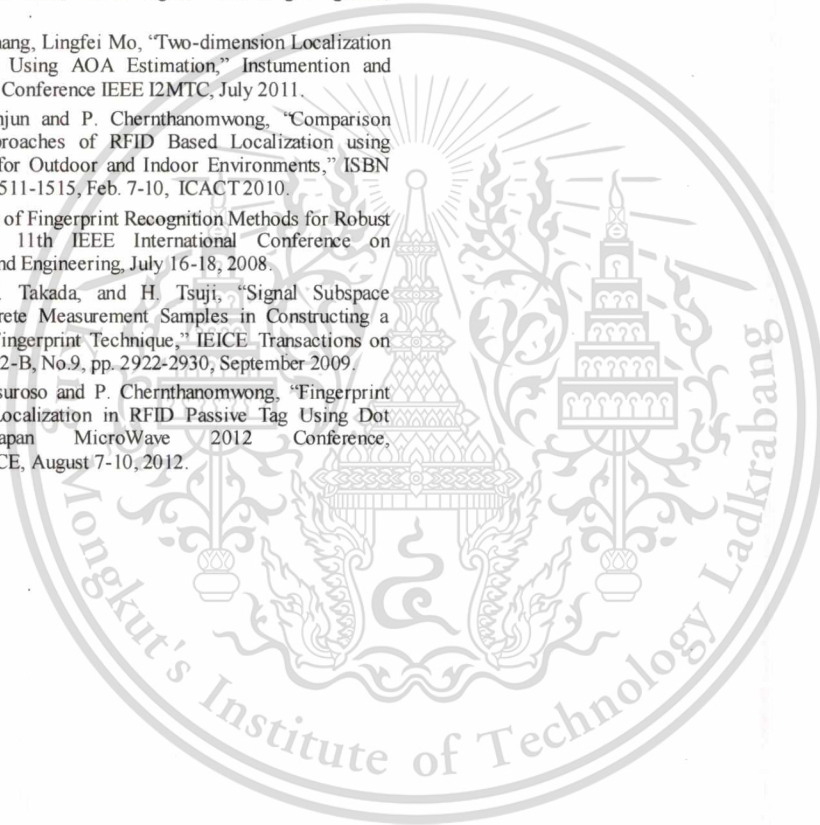 ang, Lingfei Mo, “Two-dimension Localization
Using AOA Estimation,” Instumention and
Conference IEEE I2MTC, July 2011.
njun and P. Chernthanomwong, “Comparison
proaches of RFID Based Localization using
for Outdoor and Indoor Environments,” ISBN
511-1515, Feb. 7-10, ICACT 2010.
of Fingerprint Recognition Methods for Robust
11th IEEE International Conference on
nd Engineering, July 16-18, 2008.
. Takada, and H. Tsuji, “Signal Subspace
rete Measurement Samples in Constructing a
ingerprint Technique,” IEICE Transactions on
2-B, No.9, pp. 2922-2930, September 2009.
suroso and P. Chernthanomwong, “Fingerprint
Localization in RFID Passive Tag Using Dot
apan MicroWave 2012 Conference,
CE, August 7-10, 2012.
King Mongkut's Institute of Technology Ladkrabang